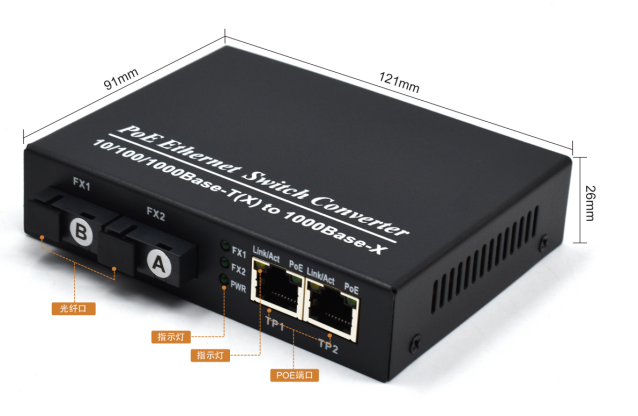 91mm
121mm
26mm
PoE Ethernet Switch Converter
10/100/1000Base-T(X) to 1000Base-X
FX1
FX2
B
A
FX1
FX2
PWR
Link/Act PoE Link/Act PoE
TP1 TP2
光纤口
指示灯
指示灯
POE端口